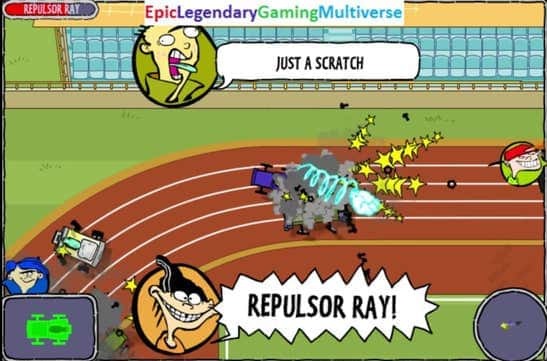 REPULSOR RAY
EpicLegendaryGamingMultiverse
JUST A SCRATCH
REPULSOR RAY!